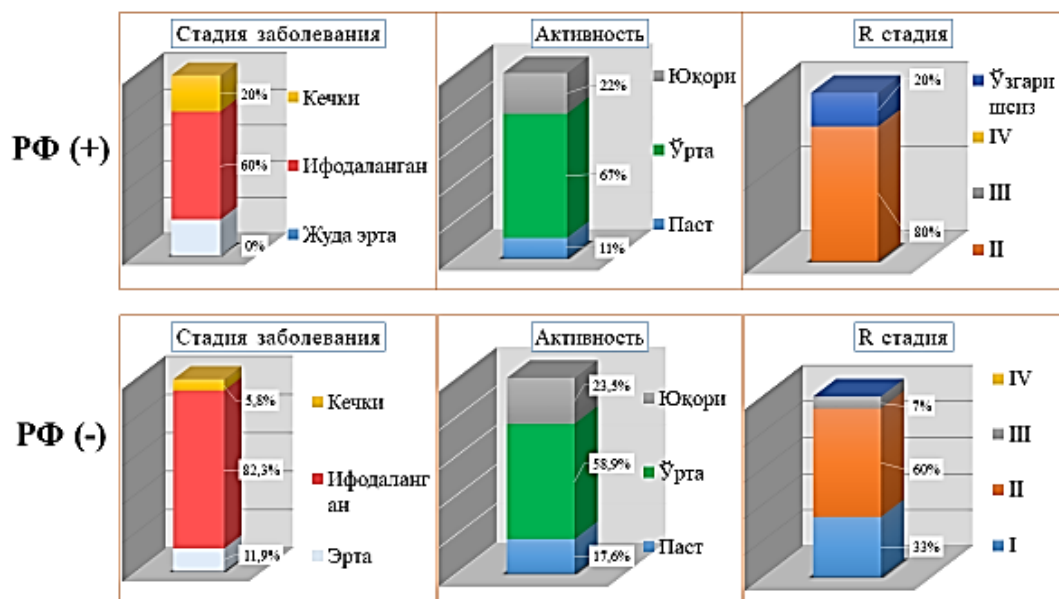 Стадия заболевания
Активность
R стадия
РФ (+)
20%
60%
0%
Кечки
Ифодаланган
Жуда эрта
22%
67%
11%
Юқори
Ўрта
Паст
20%
80%
Ўзгари
шсиз
IV
III
II
Стадия заболевания
Активность
R стадия
РФ (-)
5,8%
82,3%
11,9%
Кечки
Ифодаланг
ан
Эрта
23,5%
58,9%
17,6%
Юқори
Ўрта
Паст
7%
60%
33%
IV
III
II
I